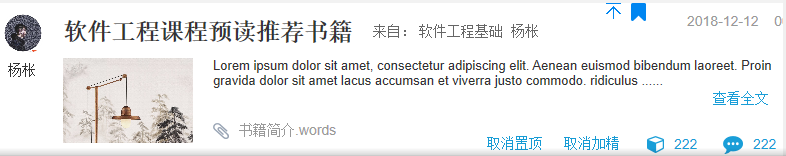 软件工程课程预读推荐书籍 来自： 软件工程基础 杨枨 2018-12-12
杨枨
Lorem ipsum dolor sit amet, consectetur adipiscing elit. Aenean euismod bibendum laoreet. Proin
gravida dolor sit amet lacus accumsan et viverra justo commodo. ridiculus ......
查看全文
书籍简介.words
取消置顶 取消加精 222 222